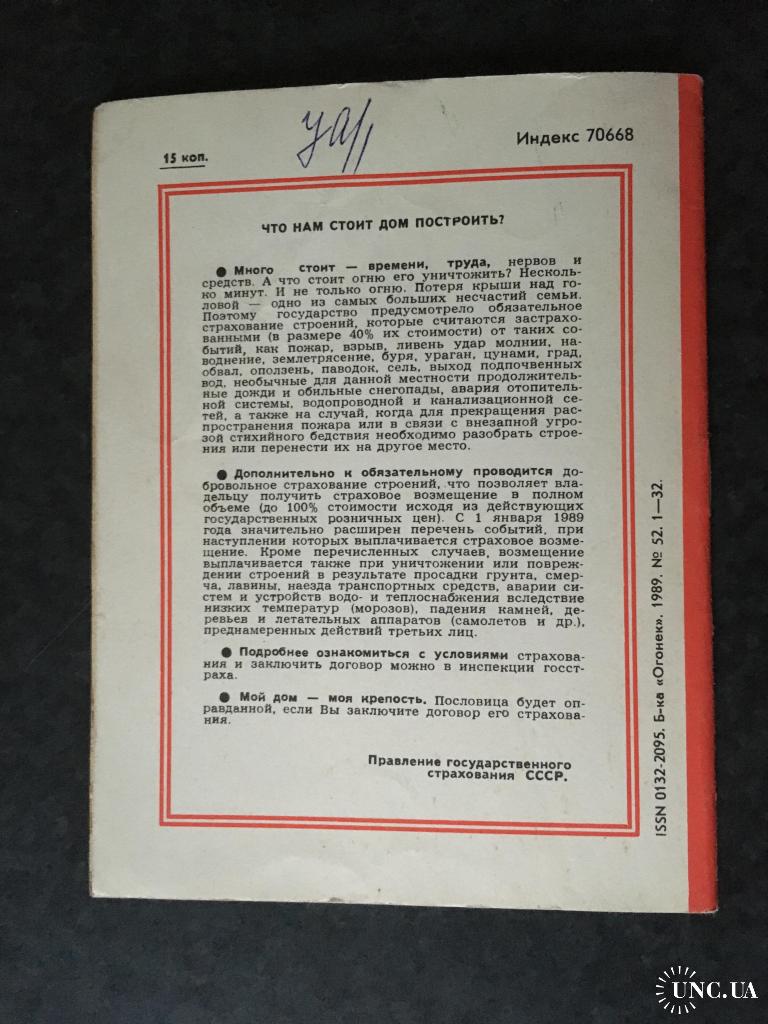 15 коп.
Индекс 70668
ЧТО НАМ СТОИТ ДОМ ПОСТРОИТЬ?
● Много стоит — времени, труда, нервов и
средств. А что стоит огню его уничтожить? Несколь-
ко минут. И не только огню. Потеря крыши над го-
ловой — одно из самых больших несчастий семьи.
Поэтому государство предусмотрело обязательное
страхование строений, которые считаются застрахо-
ванными (в размере 40% их стоимости) от таких со-
бытий, как пожар, взрыв, ливень удар молнии, на-
воднение, землетрясение, буря, ураган, цунами, град,
обвал, оползень, паводок, сель, выход подпочвенных
вод, необычные для данной местности продолжитель-
ные дожди и обильные снегопады, авария отопитель-
ной системы, водопроводной и канализационной се-
тей, а также на случай, когда для прекращения рас-
пространения пожара или в связи с внезапной угро-
зой стихийного бедствия необходимо разобрать строе-
ния или перенести их на другое место.
● Дополнительно к обязательному проводится до-
бровольное страхование строений, что позволяет вла-
дельцу получить страховое возмещение в полном
объеме (до 100% стоимости исходя из действующих
государственных розничных цен). С 1 января 1989
года значительно расширен перечень событий, при
наступлении которых выплачивается страховое возме-
щение. Кроме перечисленных случаев, возмещение
выплачивается также при уничтожении или повреж-
дении строений в результате просадки грунта, смер-
ча, лавины, наезда транспортных средств, аварии си-
стем и устройств водо- и теплоснабжения вследствие
низких температур (морозов), падения камней, де-
ревьев и летательных аппаратов (самолетов и др.),
преднамеренных действий третьих лиц.
● Подробнее ознакомиться с условиями страхова-
ния и заключить договор можно в инспекции госст-
раха.
● Мой дом — моя крепость. Пословица будет оп-
равданной, если Вы заключите договор его страхова-
ния.
Правление государственного
страхования СССР.
ISSN 0132-2095. Б-ка «Огонек». 1989. № 52. 1—32.
UNC.UA